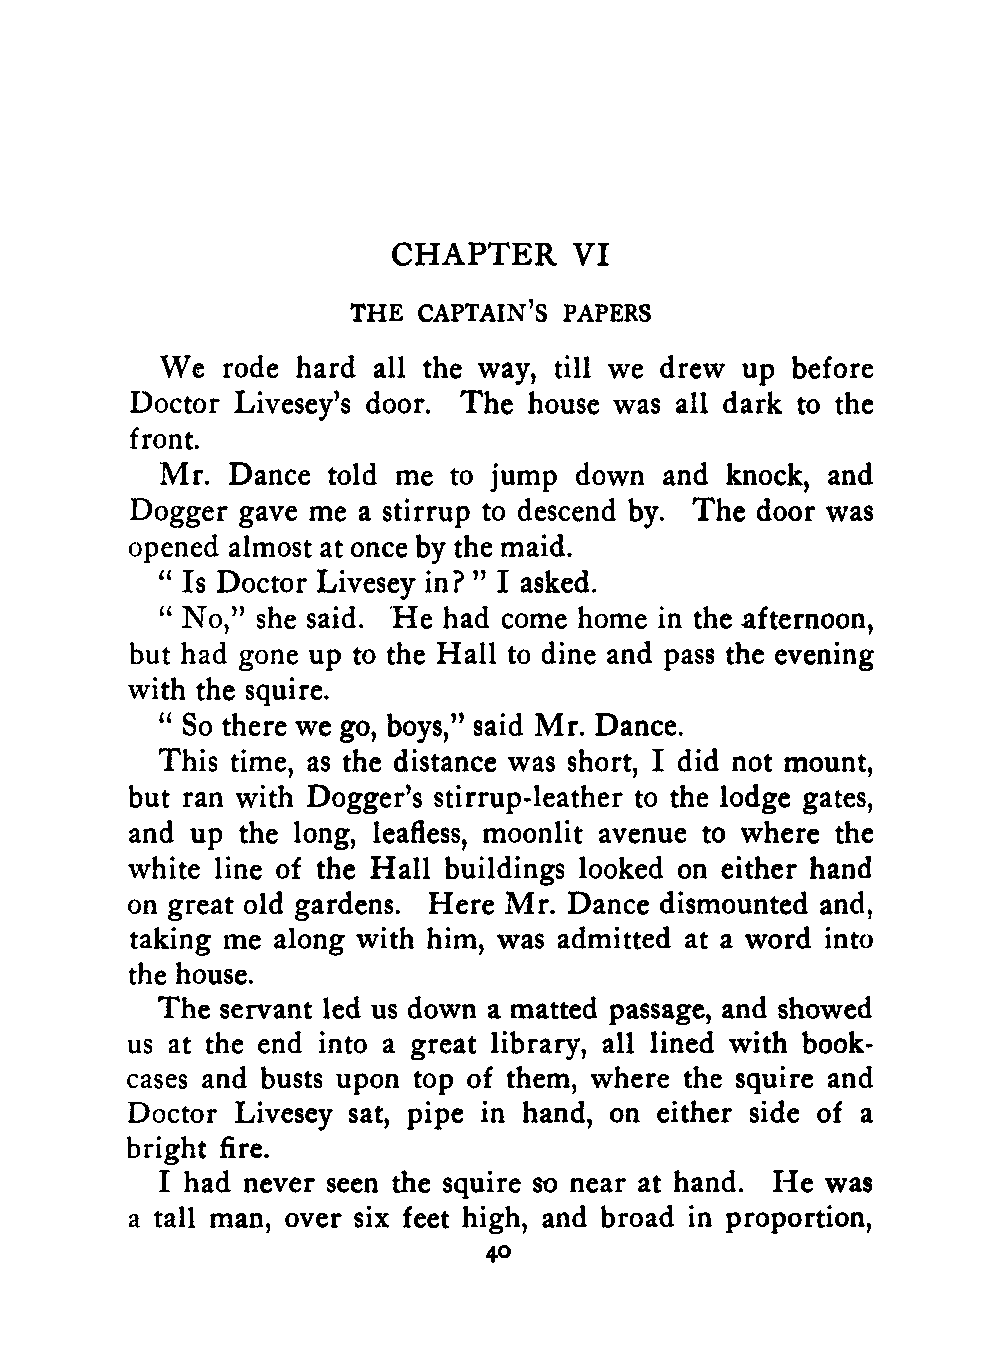 CHAPTER VI
THE CAPTAIN'S PAPERS
We rode hard all the way, till we drew up before
Doctor Livesey's door. The house was all dark to the
front.
Mr. Dance told me to jump down and knock, and
Dogger gave me a stirrup to descend by. The door was
opened almost at once by the maid.
" Is Doctor Livesey in? " I asked.
" No," she said. He had come home in the afternoon,
but had gone up to the Hall to dine and pass the evening
with the squire.
" So there we go, boys," said Mr. Dance.
This time, as the distance was short, I did not mount,
but ran with Dogger's stirrup-leather to the lodge gates,
and up the long, leafless, moonlit avenue to where the
white line of the Hall buildings looked on either hand
on great old gardens. Here Mr. Dance dismounted and,
taking me along with him, was admitted at a word into
the house.
The servant led us down a matted passage, and showed
us at the end into a great library, all lined with book-
cases and busts upon top of them, where the squire and
Doctor Livesey sat, pipe in hand, on either side of a
bright fire.
I had never seen the squire so near at hand. He was
a tall man, over six feet high, and broad in proportion,
40